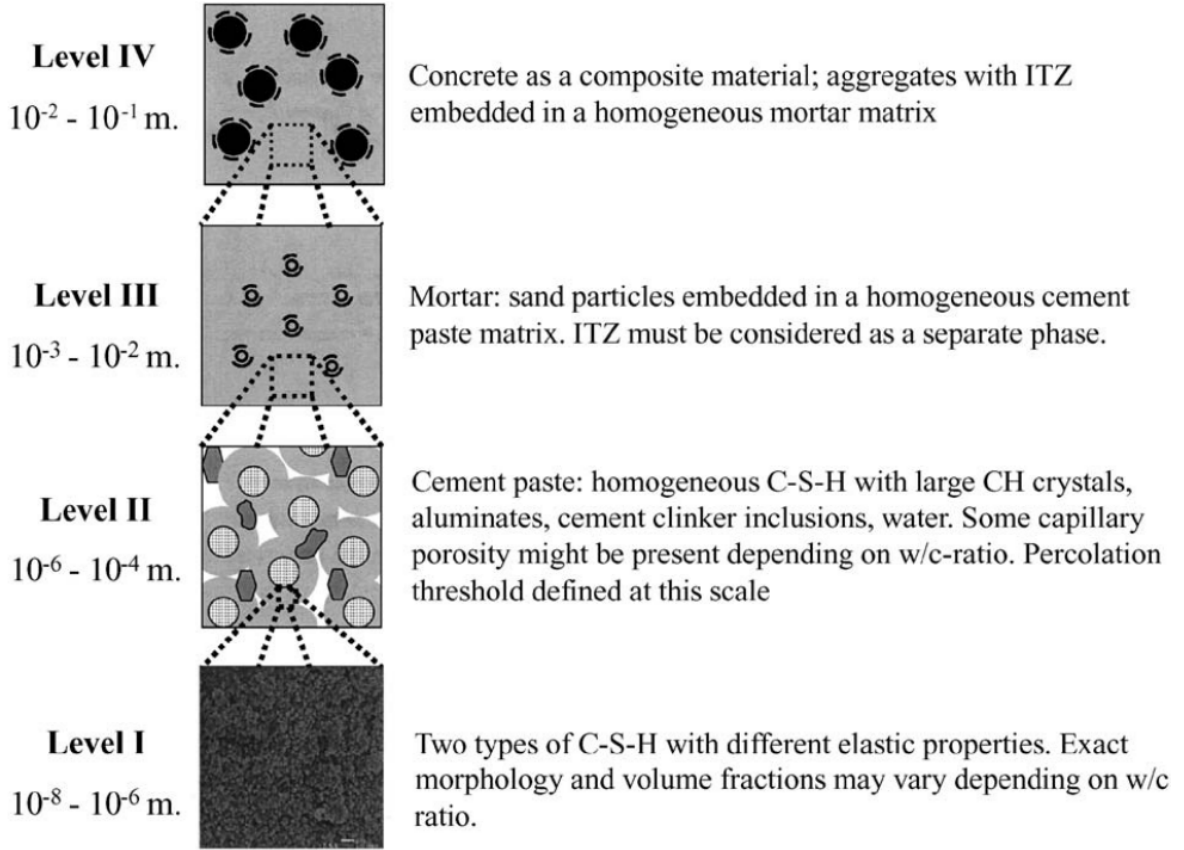 Level IV
10⁻² - 10⁻¹ m.
Concrete as a composite material; aggregates with ITZ
embedded in a homogeneous mortar matrix
Level III
10⁻³ - 10⁻² m.
Mortar: sand particles embedded in a homogeneous cement
paste matrix. ITZ must be considered as a separate phase.
Level II
10⁻⁶ - 10⁻⁴ m.
Cement paste: homogeneous C-S-H with large CH crystals,
aluminates, cement clinker inclusions, water. Some capillary
porosity might be present depending on w/c-ratio. Percolation
threshold defined at this scale
Level I
10⁻⁸ - 10⁻⁶ m.
Two types of C-S-H with different elastic properties. Exact
morphology and volume fractions may vary depending on w/c
ratio.